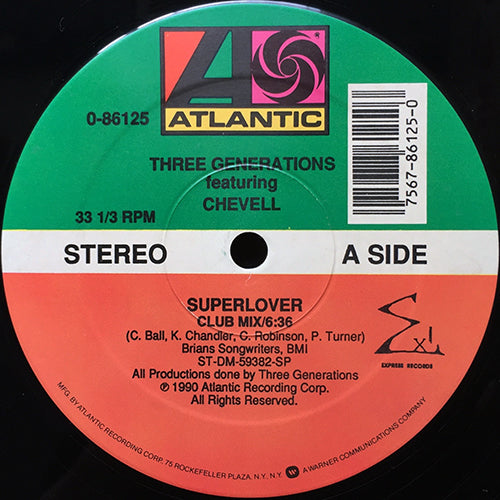 ATLANTIC
0-86125
THREE GENERATIONS
featuring
CHEVELL
7567-86125-0
33 1/3 RPM
STEREO
A SIDE
SUPERLOVER
CLUB MIX/6:36
(C. Ball, K. Chandler, C. Robinson, P. Turner)
Brians Songwriters, BMI
ST-DM-59382-SP
All Productions done by Three Generations
℗ 1990 Atlantic Recording Corp.
All Rights Reserved.
Ex!
EXPRESS RECORDS
MFG. BY ATLANTIC RECORDING CORP. 75 ROCKEFELLER PLAZA, N.Y. N.Y. A WARNER COMMUNICATIONS COMPANY